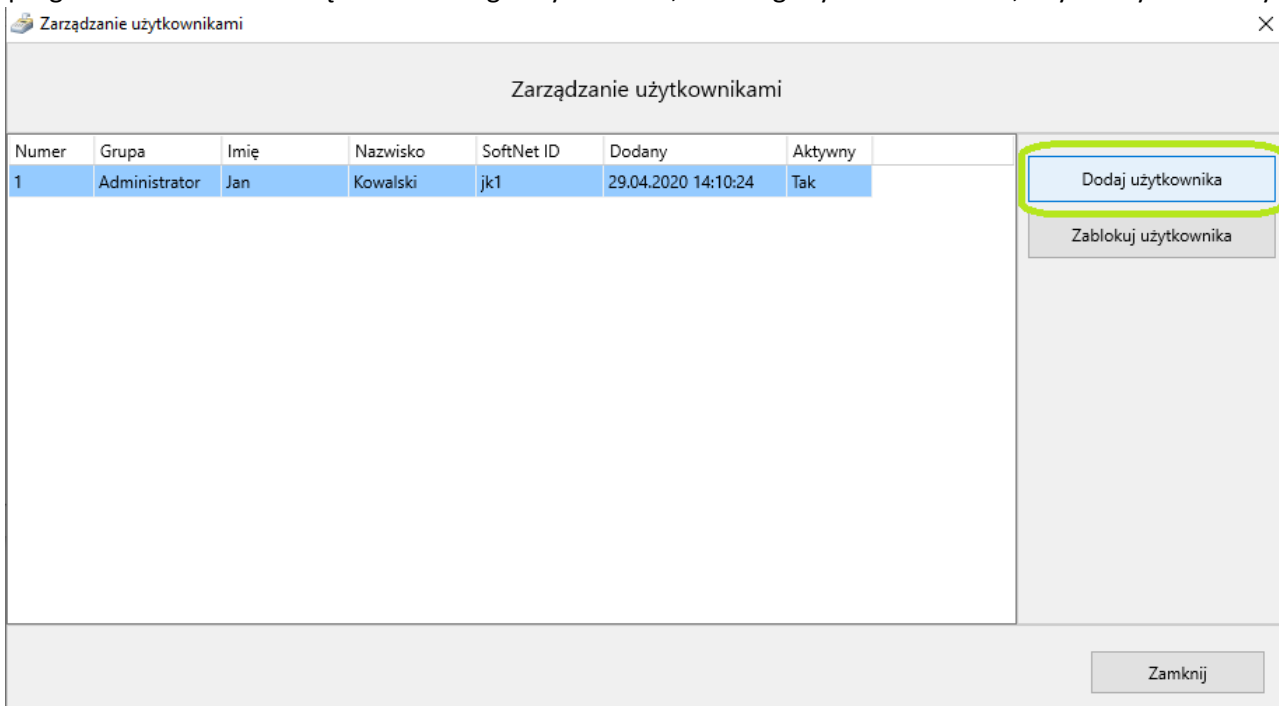 Zarządzanie użytkownikami
Zarządzanie użytkownikami
Numer Grupa Imię Nazwisko SoftNet ID Dodany Aktywny
1 Administrator Jan Kowalski jk1 29.04.2020 14:10:24 Tak
Dodaj użytkownika
Zablokuj użytkownika
Zamknij